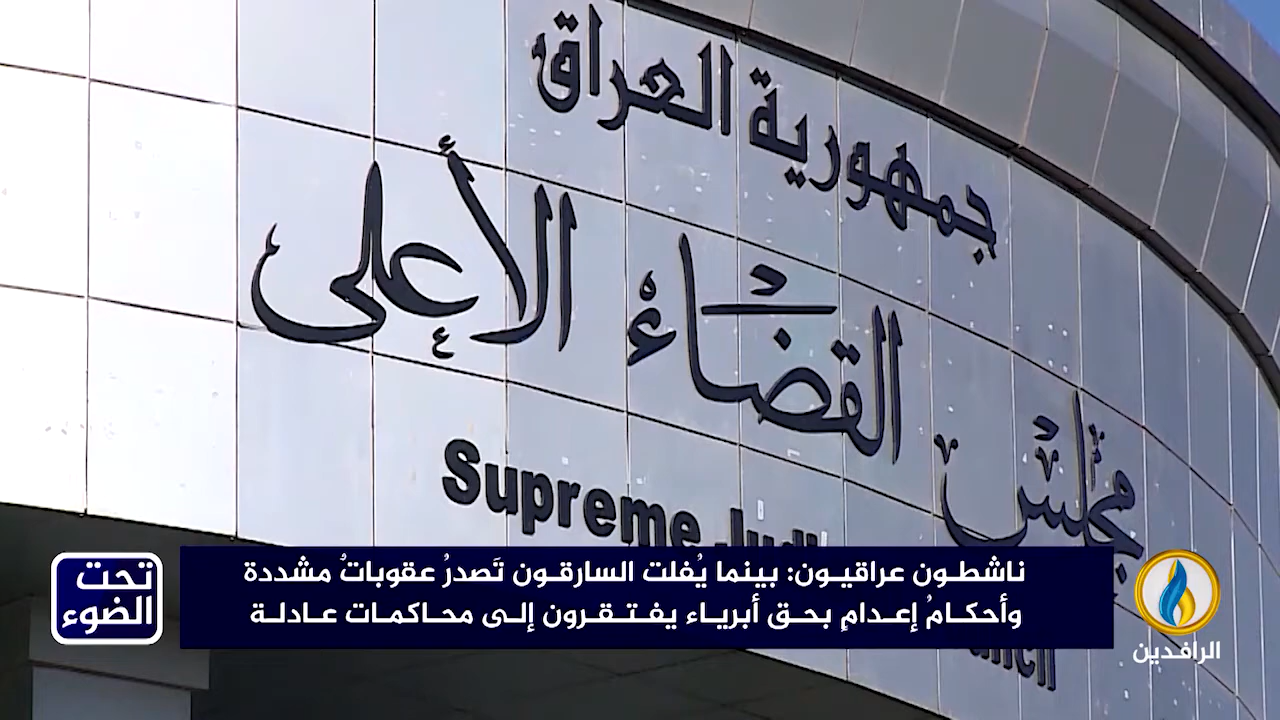 جمهورية العراق
مجلس القضاء الأعلى
Supreme
ناشطون عراقيون: بينما يُفلت السارقون تَصدرُ عقوباتُ مشددة
وأحكامُ إعدامٍ بحق أبرياء يفتقرون إلى محاكمات عادلة
تحت
الضوء
الرافدين